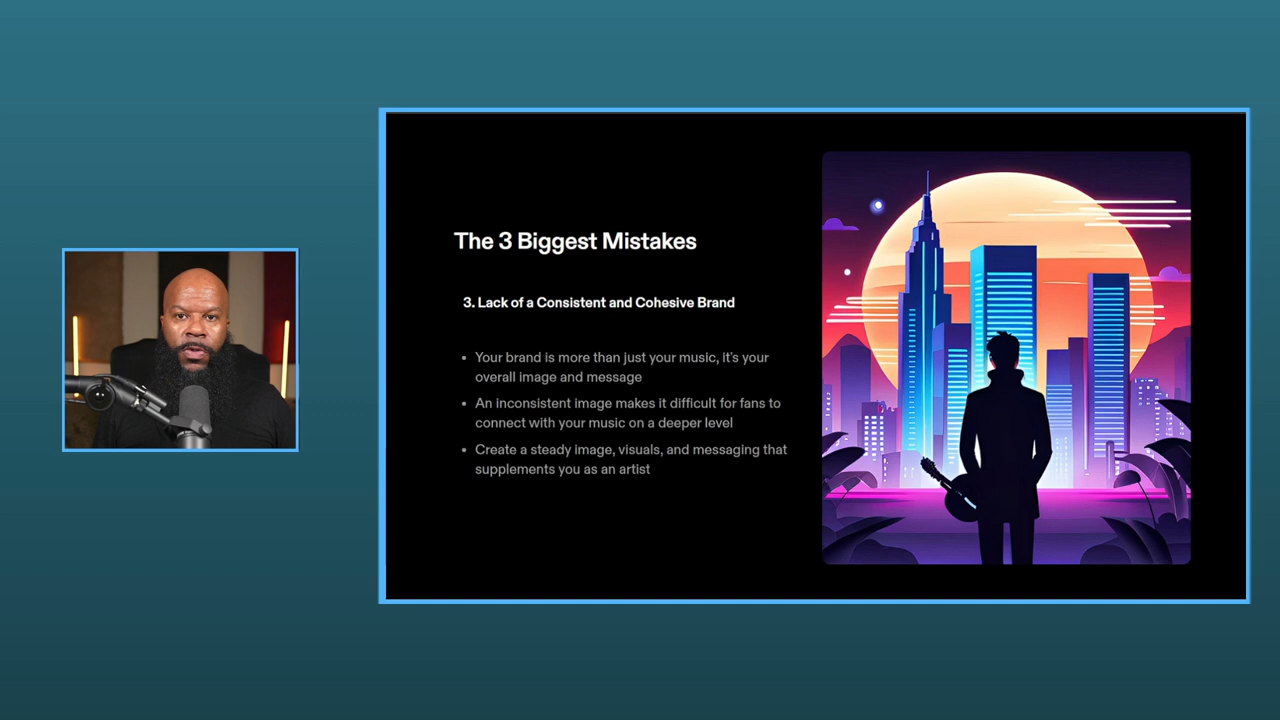 The 3 Biggest Mistakes
3. Lack of a Consistent and Cohesive Brand
• Your brand is more than just your music, it's your
overall image and message
• An inconsistent image makes it difficult for fans to
connect with your music on a deeper level
• Create a steady image, visuals, and messaging that
supplements you as an artist